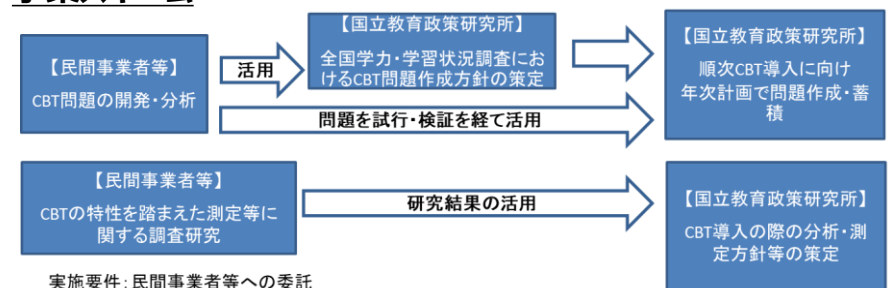 【民間事業者等】
CBT問題の開発・分析
活用
【国立教育政策研究所】
全国学力・学習状況調査にお
けるCBT問題作成方針の策定
【国立教育政策研究所】
順次CBT導入に向け
年次計画で問題作成・蓄
積
問題を試行・検証を経て活用
【民間事業者等】
CBTの特性を踏まえた測定等に
関する調査研究
研究結果の活用
【国立教育政策研究所】
CBT導入の際の分析・測
定方針等の策定
実施要件：民間事業者等への委託